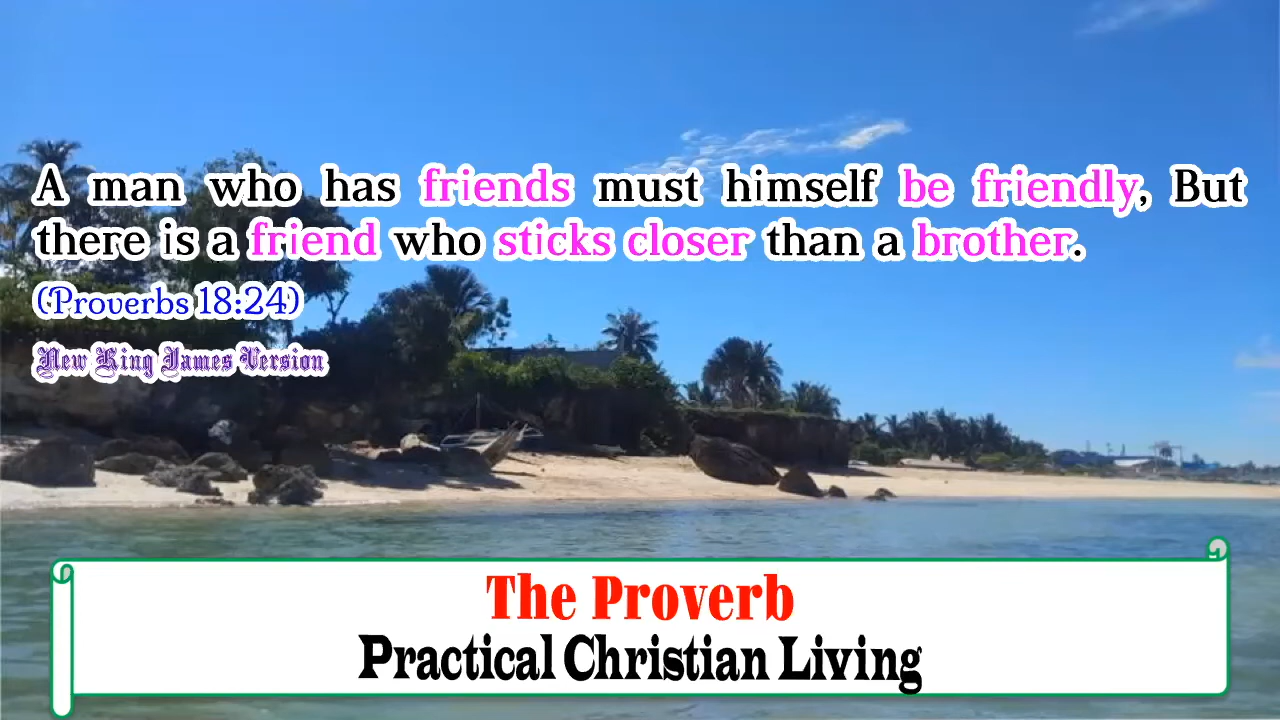 A man who has friends must himself be friendly, But
there is a friend who sticks closer than a brother.
(Proverbs 18:24)
New King James Version
The Proverb
Practical Christian Living